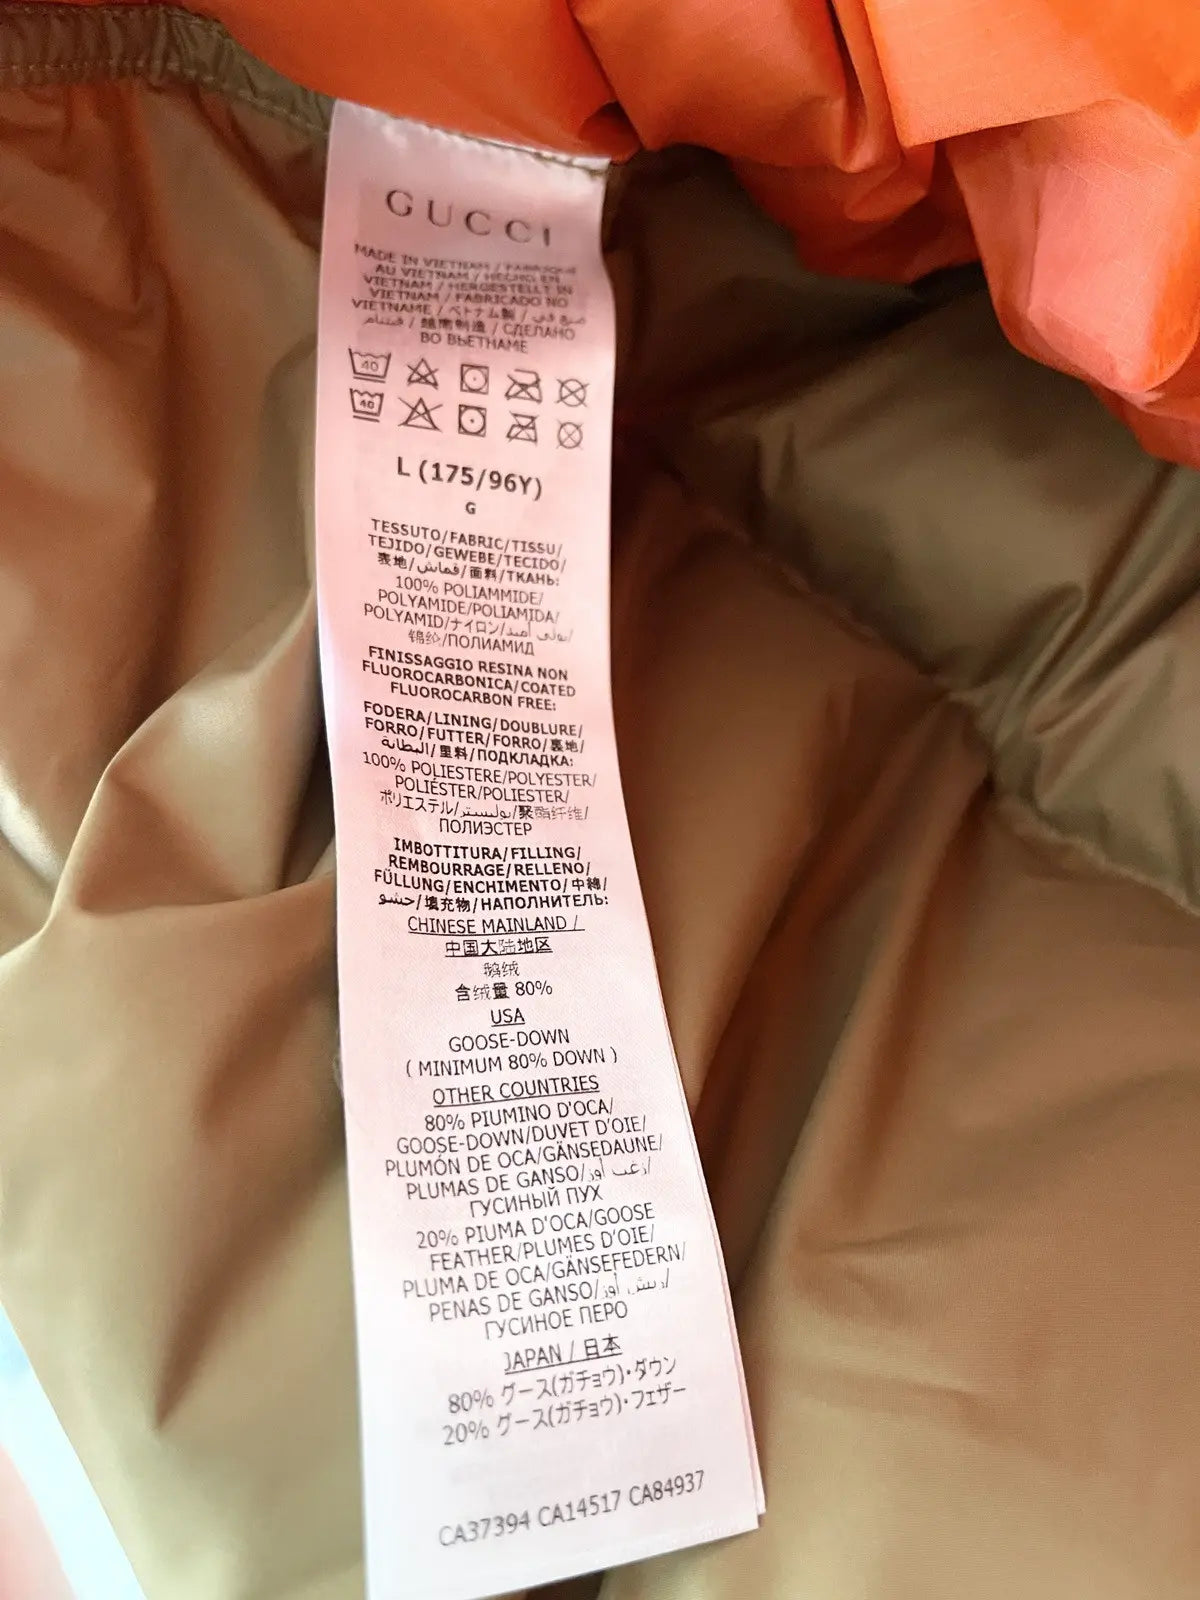 GUCCI
MADE IN VIETNAM / FABRIQUÉ
AU VIETNAM / HECHO EN
VIETNAM / HERGESTELLT IN
VIETNAM / FABRICADO NO
VIETNAME / ベトナム製 / صنع في
فيتنام / 越南制造 / СДЕЛАНО
ВО ВЬЕТНАМЕ
40
40
L (175/96Y)
G
TESSUTO/FABRIC/TISSU/
TEJIDO/GEWEBE/TECIDO/
表地/قماش/面料/ТКАНЬ:
100% POLIAMMIDE/
POLYAMIDE/POLIAMIDA/
POLYAMID/ナイロン/بولي أميد/
锦纶/ПОЛИАМИД
FINISSAGGIO RESINA NON
FLUOROCARBONICA/COATED
FLUOROCARBON FREE:
FODERA/LINING/DOUBLURE/
FORRO/FUTTER/FORRO/裏地/
البطانة/里料/ПОДКЛАДКА:
100% POLIESTERE/POLYESTER/
POLIÉSTER/POLIESTER/
ポリエステル/بوليستر/聚酯纤维/
ПОЛИЭСТЕР
IMBOTTITURA/FILLING/
REMBOURRAGE/RELLENO/
FÜLLUNG/ENCHIMENTO/中綿/
حشو/填充物/НАПОЛНИТЕЛЬ:
CHINESE MAINLAND /
中国大陆地区
鹅绒
含绒量 80%
USA
GOOSE-DOWN
( MINIMUM 80% DOWN )
OTHER COUNTRIES
80% PIUMINO D'OCA/
GOOSE-DOWN/DUVET D'OIE/
PLUMÓN DE OCA/GÄNSEDAUNE/
PLUMAS DE GANSO/زغب أوز/
ГУСИНЫЙ ПУХ
20% PIUMA D'OCA/GOOSE
FEATHER/PLUMES D'OIE/
PLUMA DE OCA/GÄNSEFEDERN/
PENAS DE GANSO/ريش أوز/
ГУСИНОЕ ПЕРО
JAPAN / 日本
80% グース(ガチョウ)・ダウン
20% グース(ガチョウ)・フェザー
CA37394 CA14517 CA84937